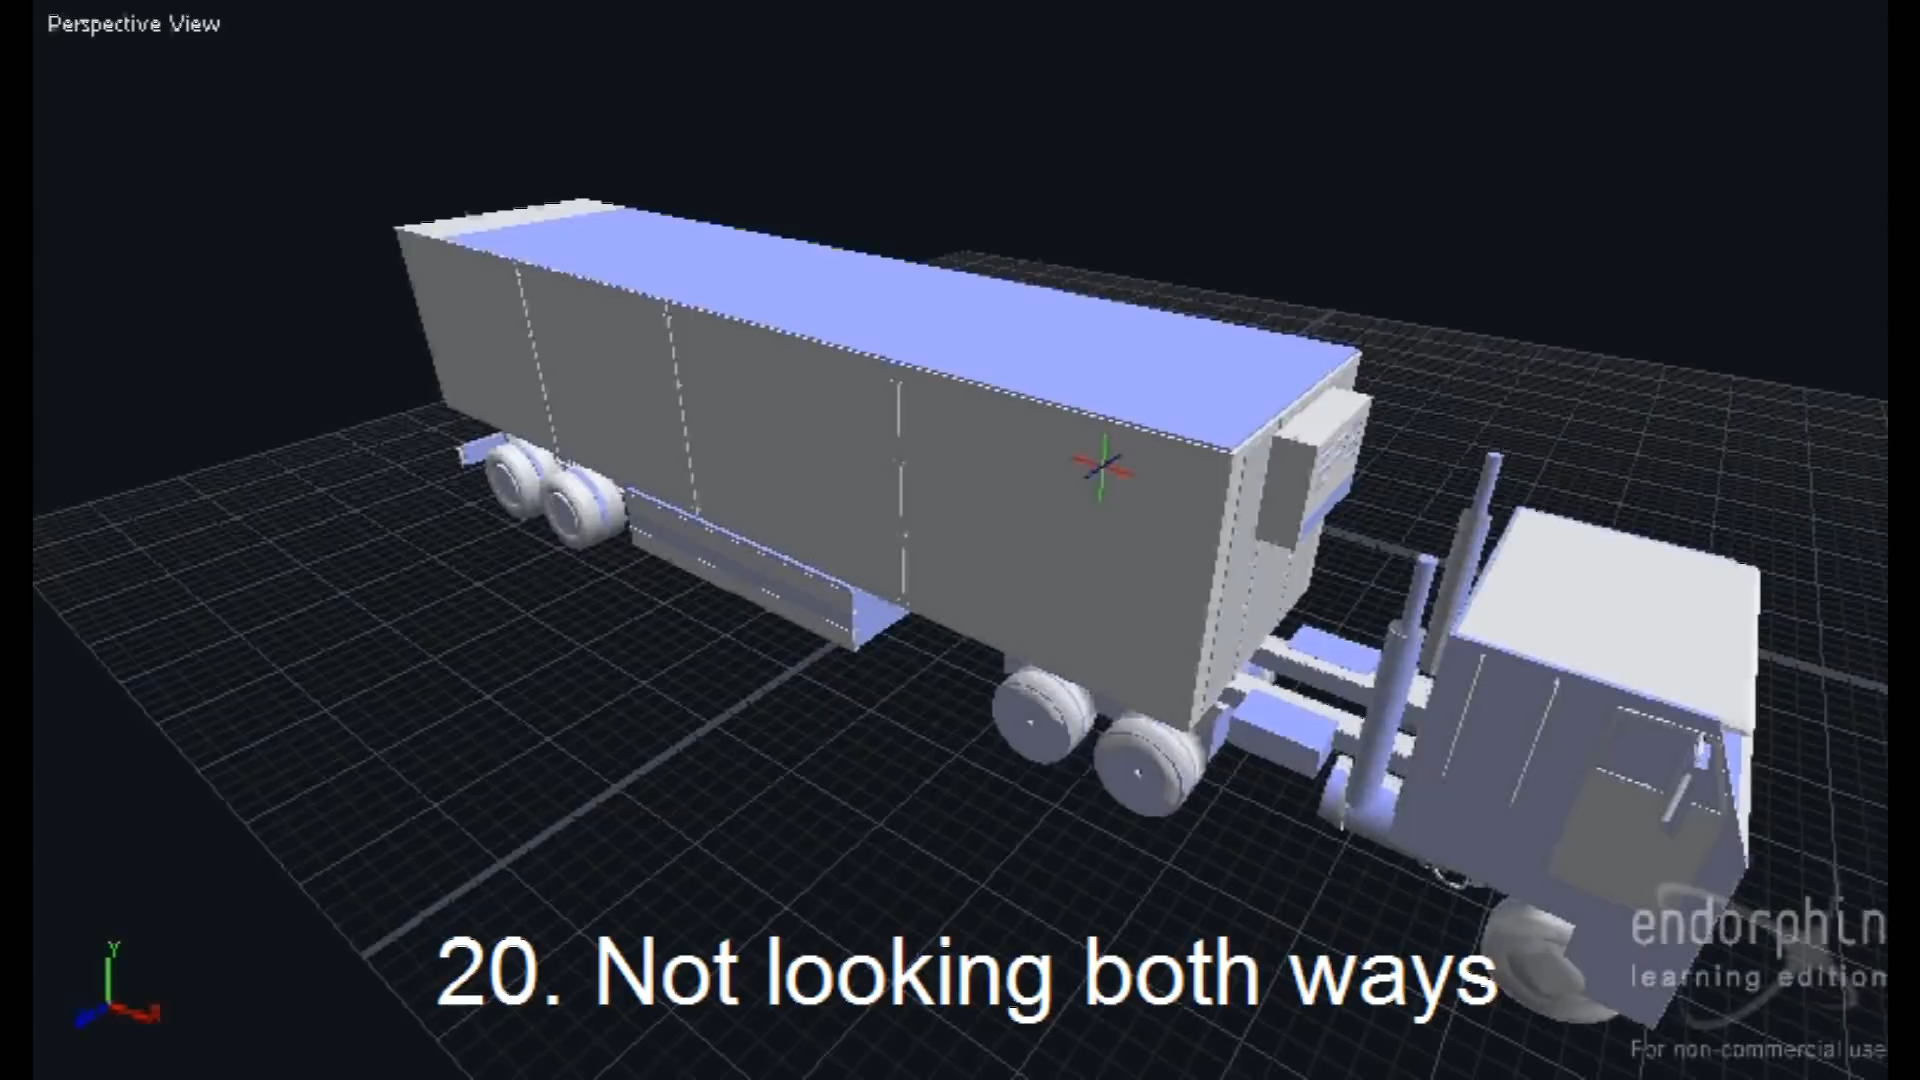 Perspective View
Y
20. Not looking both ways
endorphin
learning edition
For non-commercial use